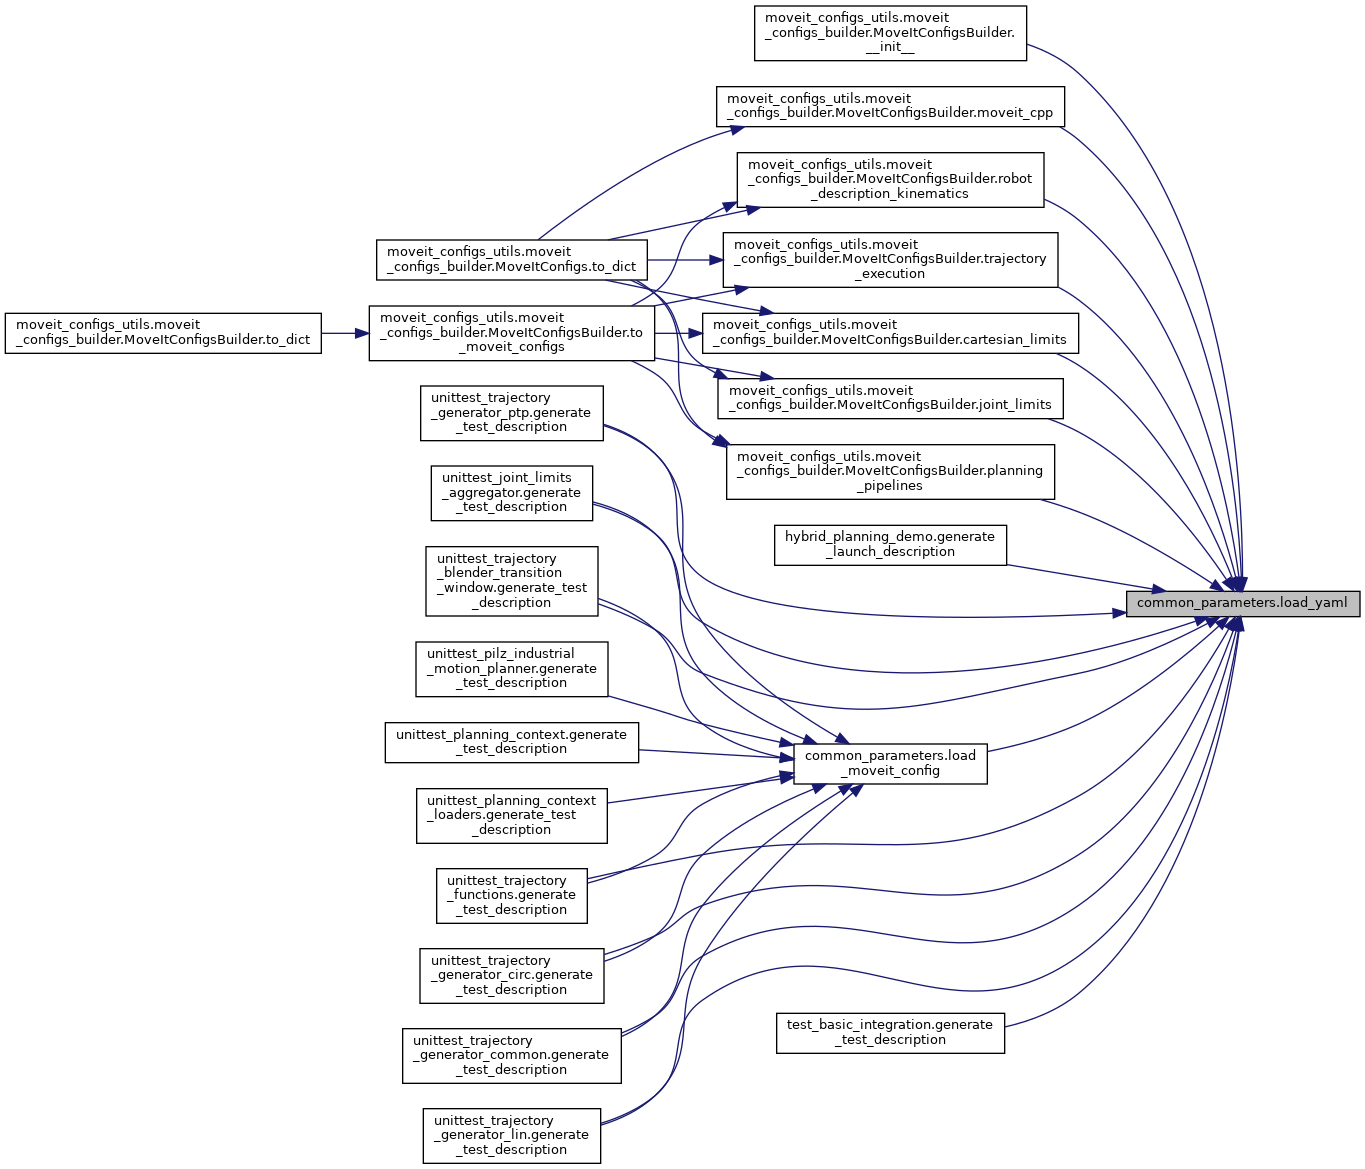 moveit_configs_utils.moveit
_configs_builder.MoveItConfigsBuilder.
__init__
moveit_configs_utils.moveit
_configs_builder.MoveItConfigsBuilder.moveit_cpp
moveit_configs_utils.moveit
_configs_builder.MoveItConfigsBuilder.robot
_description_kinematics
moveit_configs_utils.moveit
_configs_builder.MoveItConfigsBuilder.trajectory
_execution
moveit_configs_utils.moveit
_configs_builder.MoveItConfigs.to_dict
moveit_configs_utils.moveit
_configs_builder.MoveItConfigsBuilder.to
_moveit_configs
moveit_configs_utils.moveit
_configs_builder.MoveItConfigsBuilder.to_dict
moveit_configs_utils.moveit
_configs_builder.MoveItConfigsBuilder.cartesian_limits
moveit_configs_utils.moveit
_configs_builder.MoveItConfigsBuilder.joint_limits
moveit_configs_utils.moveit
_configs_builder.MoveItConfigsBuilder.planning
_pipelines
hybrid_planning_demo.generate
_launch_description
common_parameters.load_yaml
unittest_trajectory
_generator_ptp.generate
_test_description
unittest_joint_limits
_aggregator.generate
_test_description
unittest_trajectory
_blender_transition
_window.generate_test
_description
unittest_pilz_industrial
_motion_planner.generate
_test_description
unittest_planning_context.generate
_test_description
common_parameters.load
_moveit_config
unittest_planning_context
_loaders.generate_test
_description
unittest_trajectory
_functions.generate
_test_description
unittest_trajectory
_generator_circ.generate
_test_description
unittest_trajectory
_generator_common.generate
_test_description
test_basic_integration.generate
_test_description
unittest_trajectory
_generator_lin.generate
_test_description